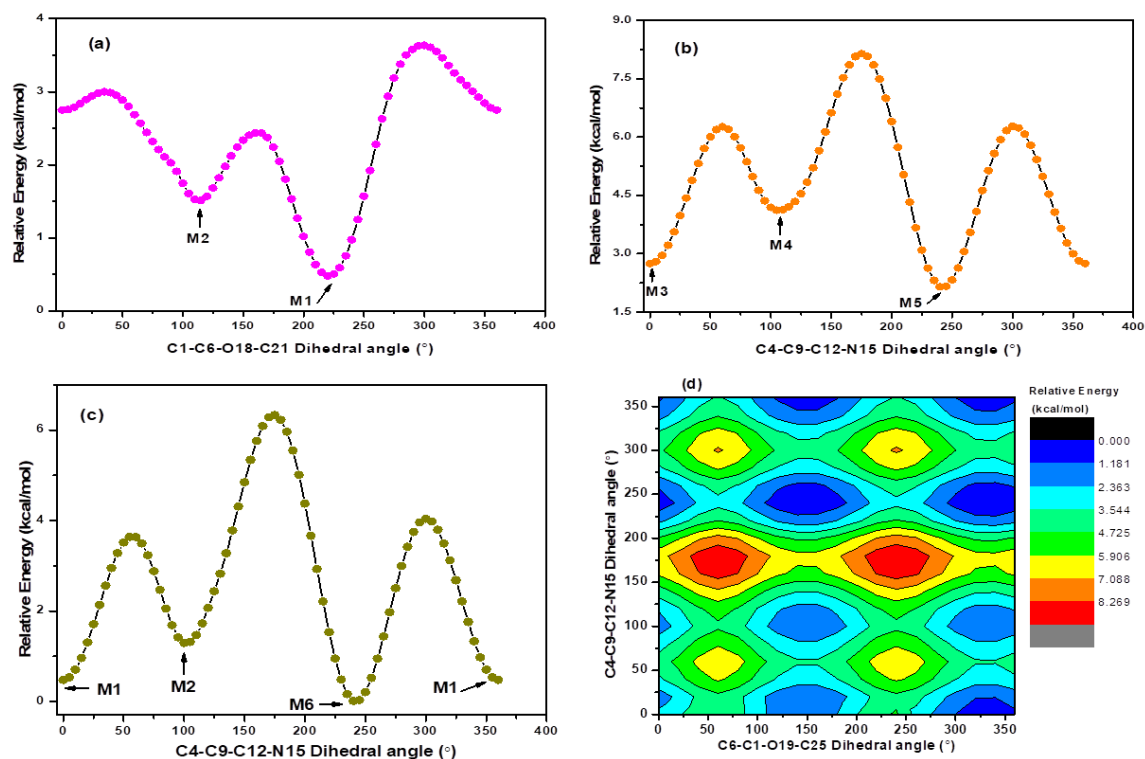 (a)
Relative Energy (kcal/mol)
4
3
2
1
0
M2
M1
0 50 100 150 200 250 300 350 400
C1-C6-O18-C21 Dihedral angle (°)
(b)
Relative Energy (kcal/mol)
9.0
7.5
6.0
4.5
3.0
1.5
M3
M4
M5
0 50 100 150 200 250 300 350 400
C4-C9-C12-N15 Dihedral angle (°)
(c)
Relative Energy (kcal/mol)
6
4
2
0
M1
M2
M6
M1
0 50 100 150 200 250 300 350 400
C4-C9-C12-N15 Dihedral angle (°)
(d)
C4-C9-C12-N15 Dihedral angle (°)
350
300
250
200
150
100
50
0
0 50 100 150 200 250 300 350
C6-C1-O19-C25 Dihedral angle (°)
Relative Energy
(kcal/mol)
0.000
1.181
2.363
3.544
4.725
5.906
7.088
8.269